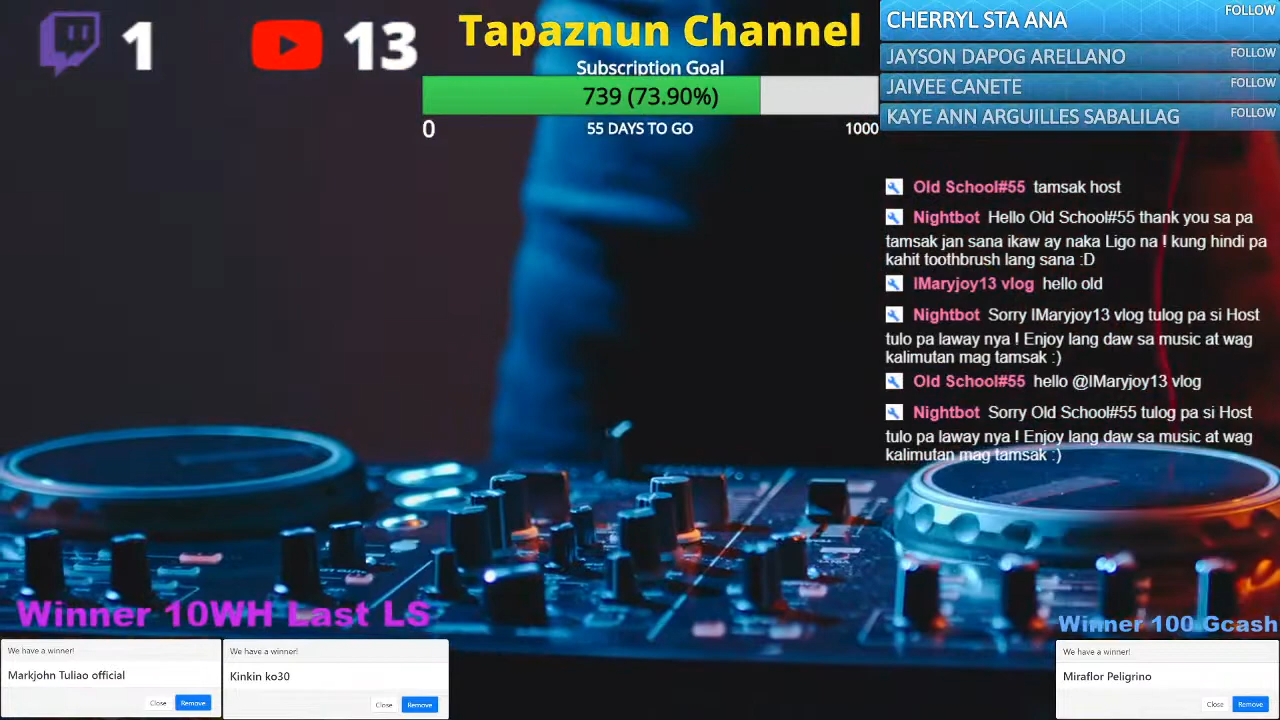 1
13
Tapaznun Channel
Subscription Goal
739 (73.90%)
0
55 DAYS TO GO
1000
CHERRYL STA ANA
FOLLOW
JAYSON DAPOG ARELLANO
FOLLOW
JAIVEE CANETE
FOLLOW
KAYE ANN ARGUILLES SABALILAG
FOLLOW
Old School#55 tamsak host
Nightbot Hello Old School#55 thank you sa pa
tamsak jan sana ikaw ay naka Ligo na ! kung hindi pa
kahit toothbrush lang sana :D
IMaryjoy13 vlog hello old
Nightbot Sorry IMaryjoy13 vlog tulog pa si Host
tulo pa laway nya ! Enjoy lang daw sa music at wag
kalimutan mag tamsak :)
Old School#55 hello @IMaryjoy13 vlog
Nightbot Sorry Old School#55 tulog pa si Host
tulo pa laway nya ! Enjoy lang daw sa music at wag
kalimutan mag tamsak :)
Winner 10WH Last LS
We have a winner!
Markjohn Tuliao official
Close Remove
We have a winner!
Kinkin ko30
Close Remove
Winner 100 Gcash
We have a winner!
Miraflor Peligrino
Close Remove